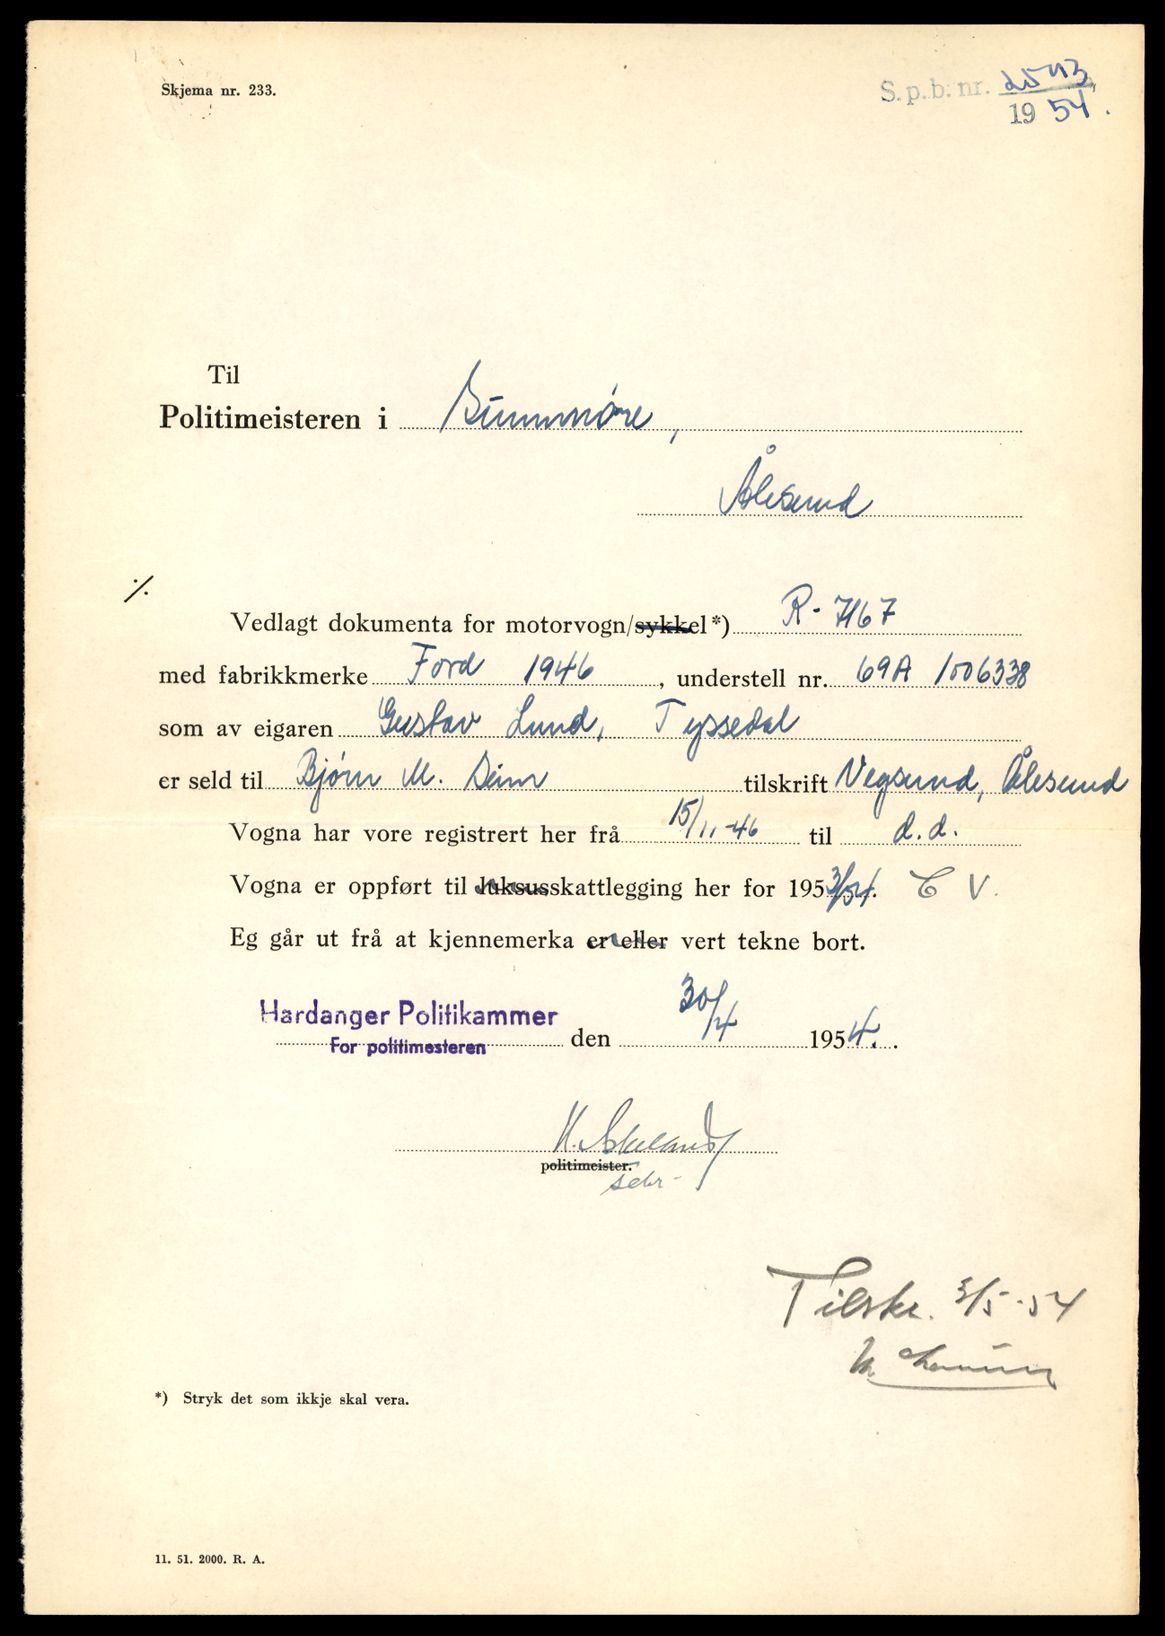 Skjema nr. 233.
S.p.b. nr. 2543
1954.
Til
Politimeisteren i Sunnmøre,
Ålesund
./.
Vedlagt dokumenta for motorvogn/sykkel*) R-7167
med fabrikkmerke Ford 1946, understell nr. 69A 1006338
som av eigaren Gustav Lund, Tyssedal
er seld til Bjørn M. tilskrift Vegsund, Ålesund
Vogna har vore registrert her frå 15/11-46 til d.d.
Vogna er oppført til luksusskattlegging her for 1953/54. C V.
Eg går ut frå at kjennemerka er eller vert tekne bort.
Hardanger Politikammer
For politimesteren den 30/4 1954.
politimeister.
sekr.
Tilskr. 3/5-54
*) Stryk det som ikkje skal vera.
11. 51. 2000. R. A.